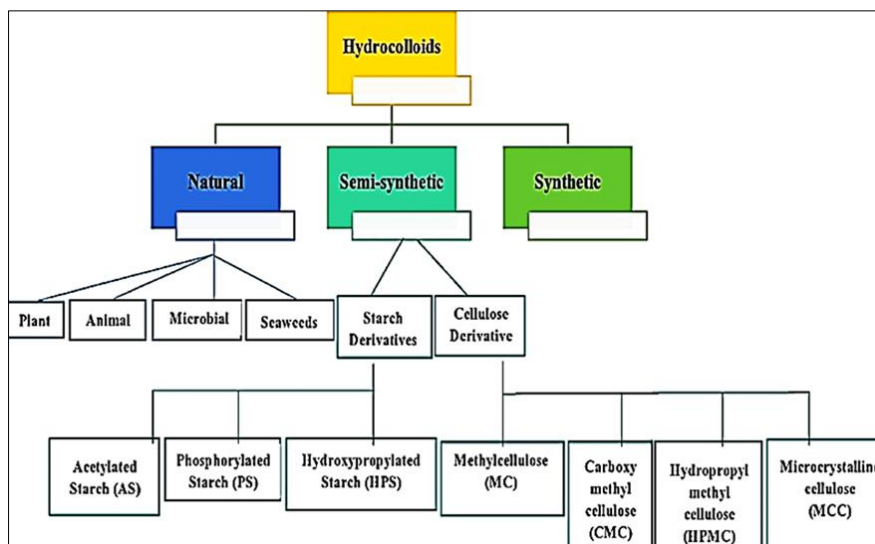 Hydrocolloids
Natural
Semi-synthetic
Synthetic
Plant
Animal
Microbial
Seaweeds
Starch
Derivatives
Cellulose
Derivative
Acetylated
Starch (AS)
Phosphorylated
Starch (PS)
Hydroxypropylated
Starch (HPS)
Methylcellulose
(MC)
Carboxy
methyl
cellulose
(CMC)
Hydropropyl
methyl
cellulose
(HPMC)
Microcrystalline
cellulose
(MCC)